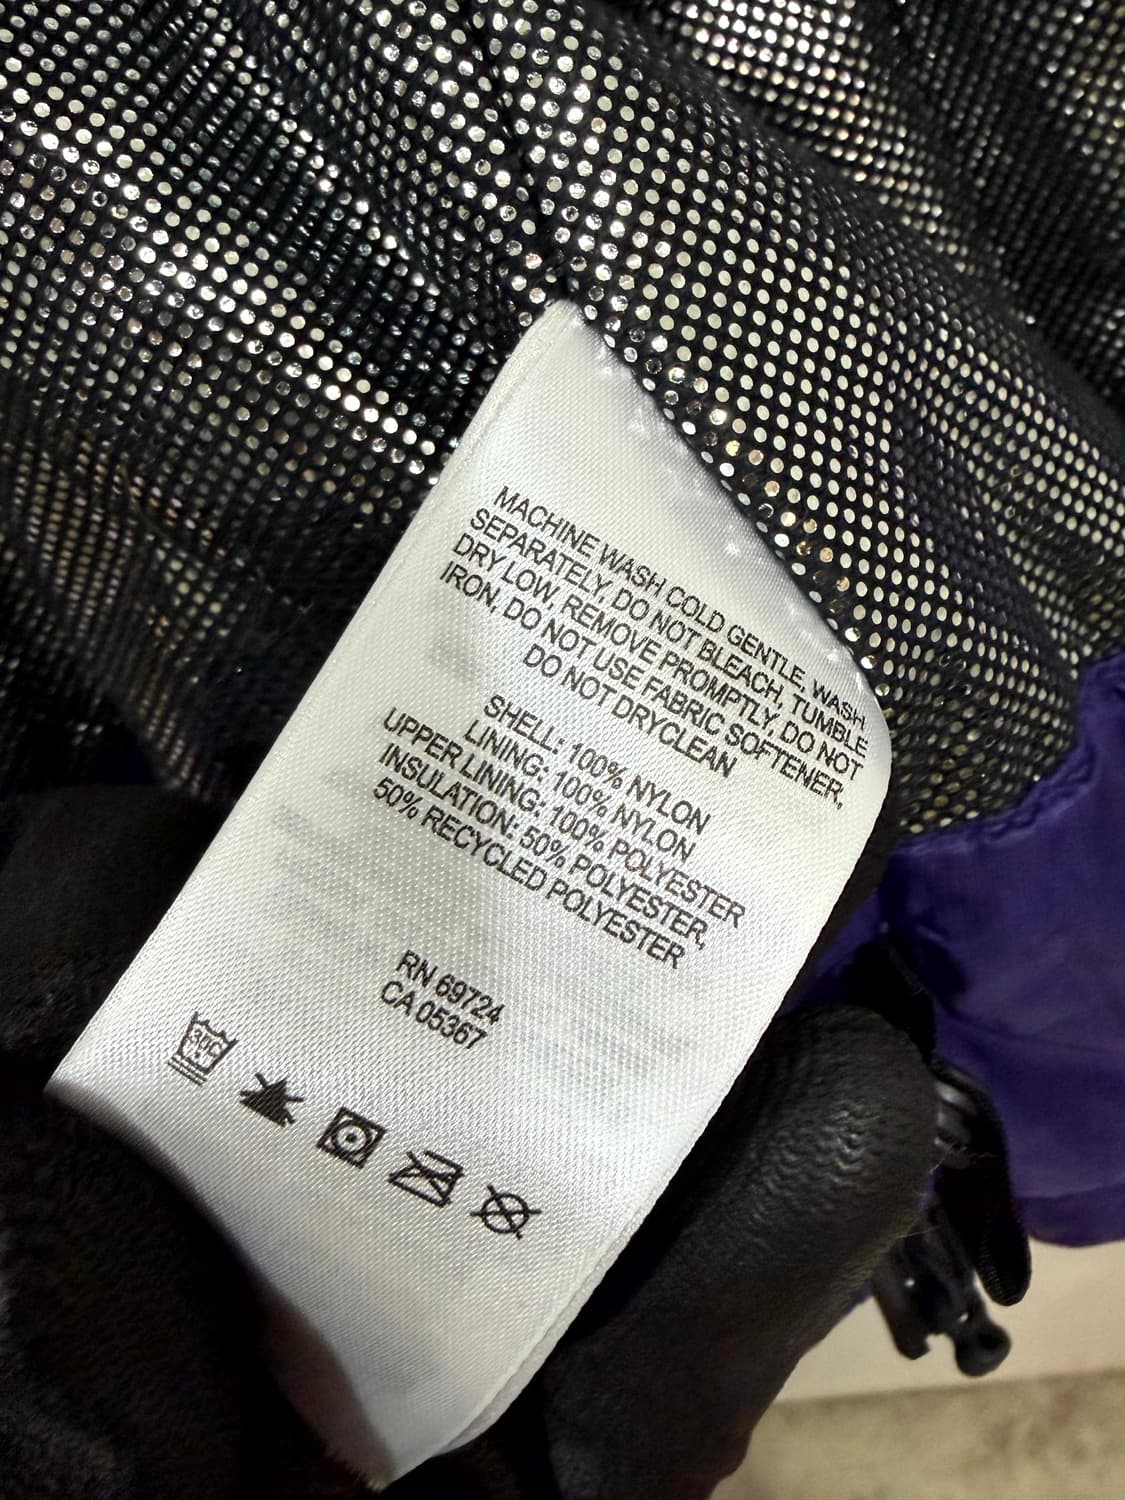 MACHINE WASH COLD GENTLE, WASH
SEPARATELY, DO NOT BLEACH, TUMBLE
DRY LOW, REMOVE PROMPTLY, DO NOT
IRON, DO NOT USE FABRIC SOFTENER,
DO NOT DRYCLEAN
SHELL: 100% NYLON
LINING: 100% NYLON
UPPER LINING: 100% POLYESTER
INSULATION: 50% POLYESTER,
50% RECYCLED POLYESTER
RN 69724
CA 05367
30C